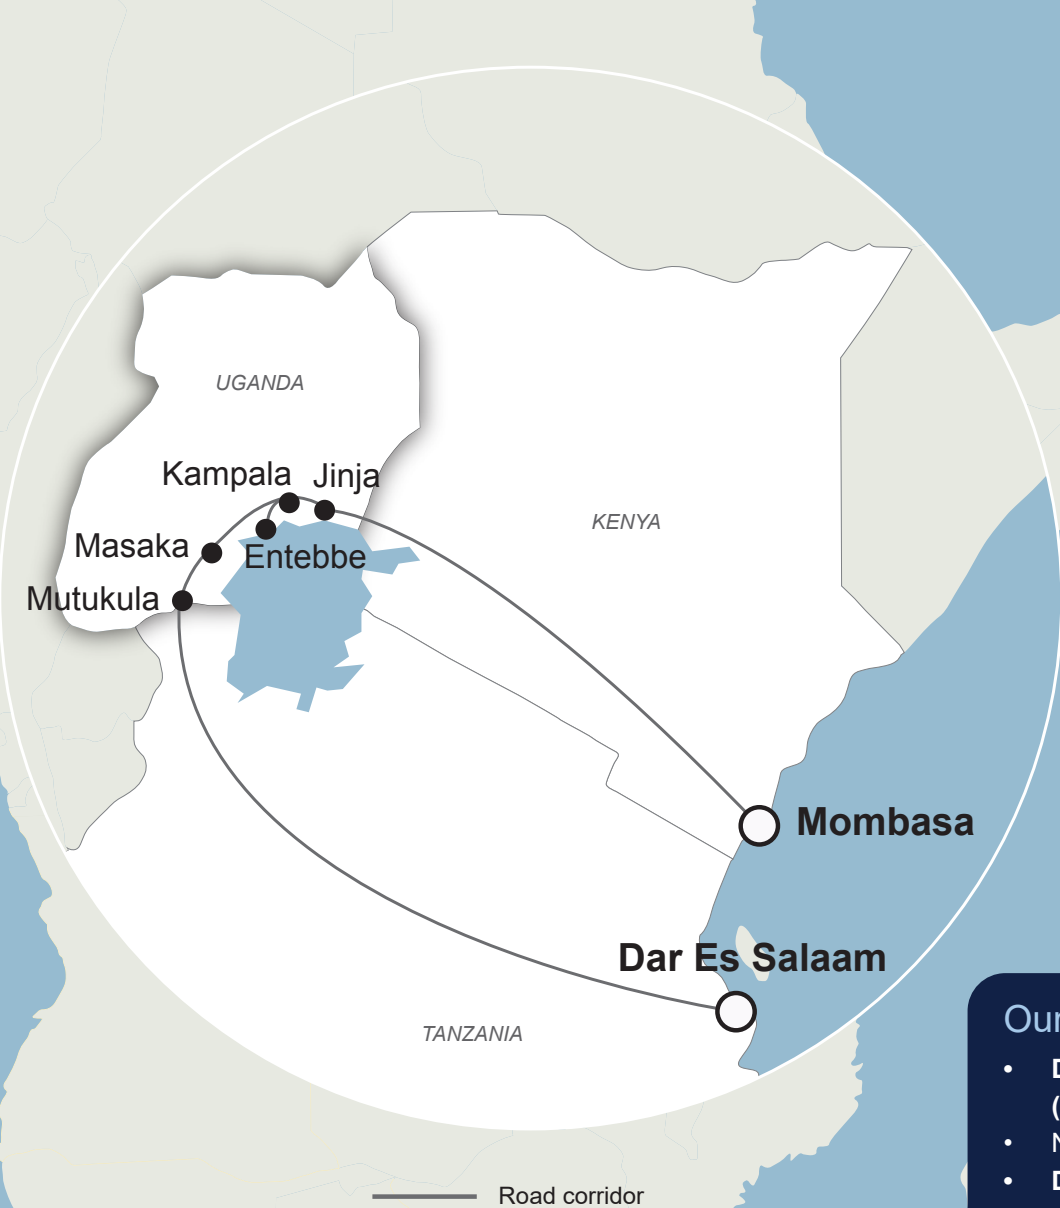 UGANDA
Kampala
Jinja
KENYA
Masaka
Entebbe
Mutukula
Mombasa
Dar Es Salaam
TANZANIA
Our
•
•
(
•
•
Road corridor